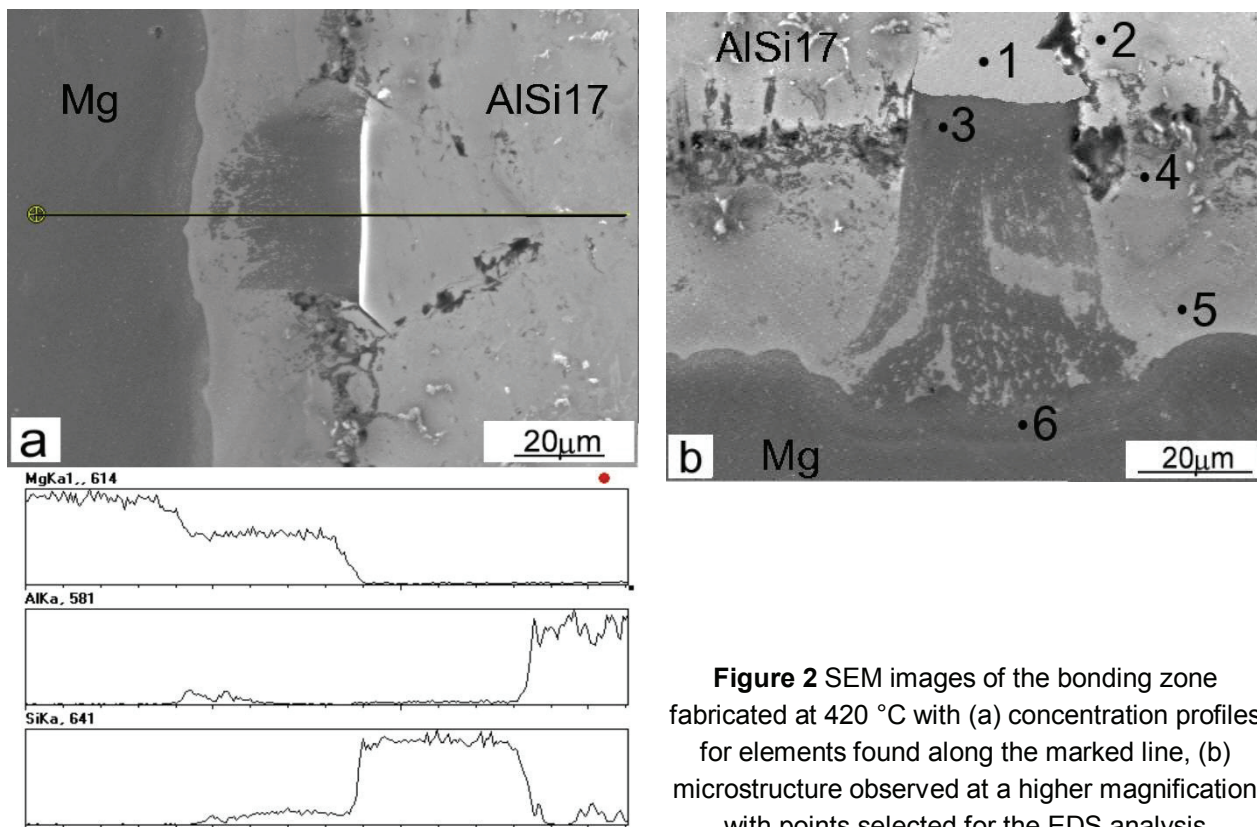 Mg
AlSi17
a
20μm
MgKa1,, 614
AlKa, 581
SiKa, 641
AlSi17
1
2
3
4
5
6
b
Mg
20μm
Figure 2 SEM images of the bonding zone
fabricated at 420 °C with (a) concentration profiles
for elements found along the marked line, (b)
microstructure observed at a higher magnification
with points selected for the EDS analysis